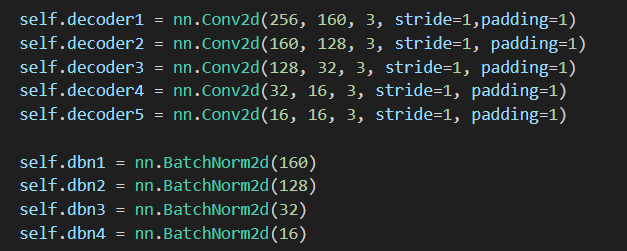 self.decoder1 = nn.Conv2d(256, 160, 3, stride=1,padding=1)
self.decoder2 = nn.Conv2d(160, 128, 3, stride=1, padding=1)
self.decoder3 = nn.Conv2d(128, 32, 3, stride=1, padding=1)
self.decoder4 = nn.Conv2d(32, 16, 3, stride=1, padding=1)
self.decoder5 = nn.Conv2d(16, 16, 3, stride=1, padding=1)
self.dbn1 = nn.BatchNorm2d(160)
self.dbn2 = nn.BatchNorm2d(128)
self.dbn3 = nn.BatchNorm2d(32)
self.dbn4 = nn.BatchNorm2d(16)